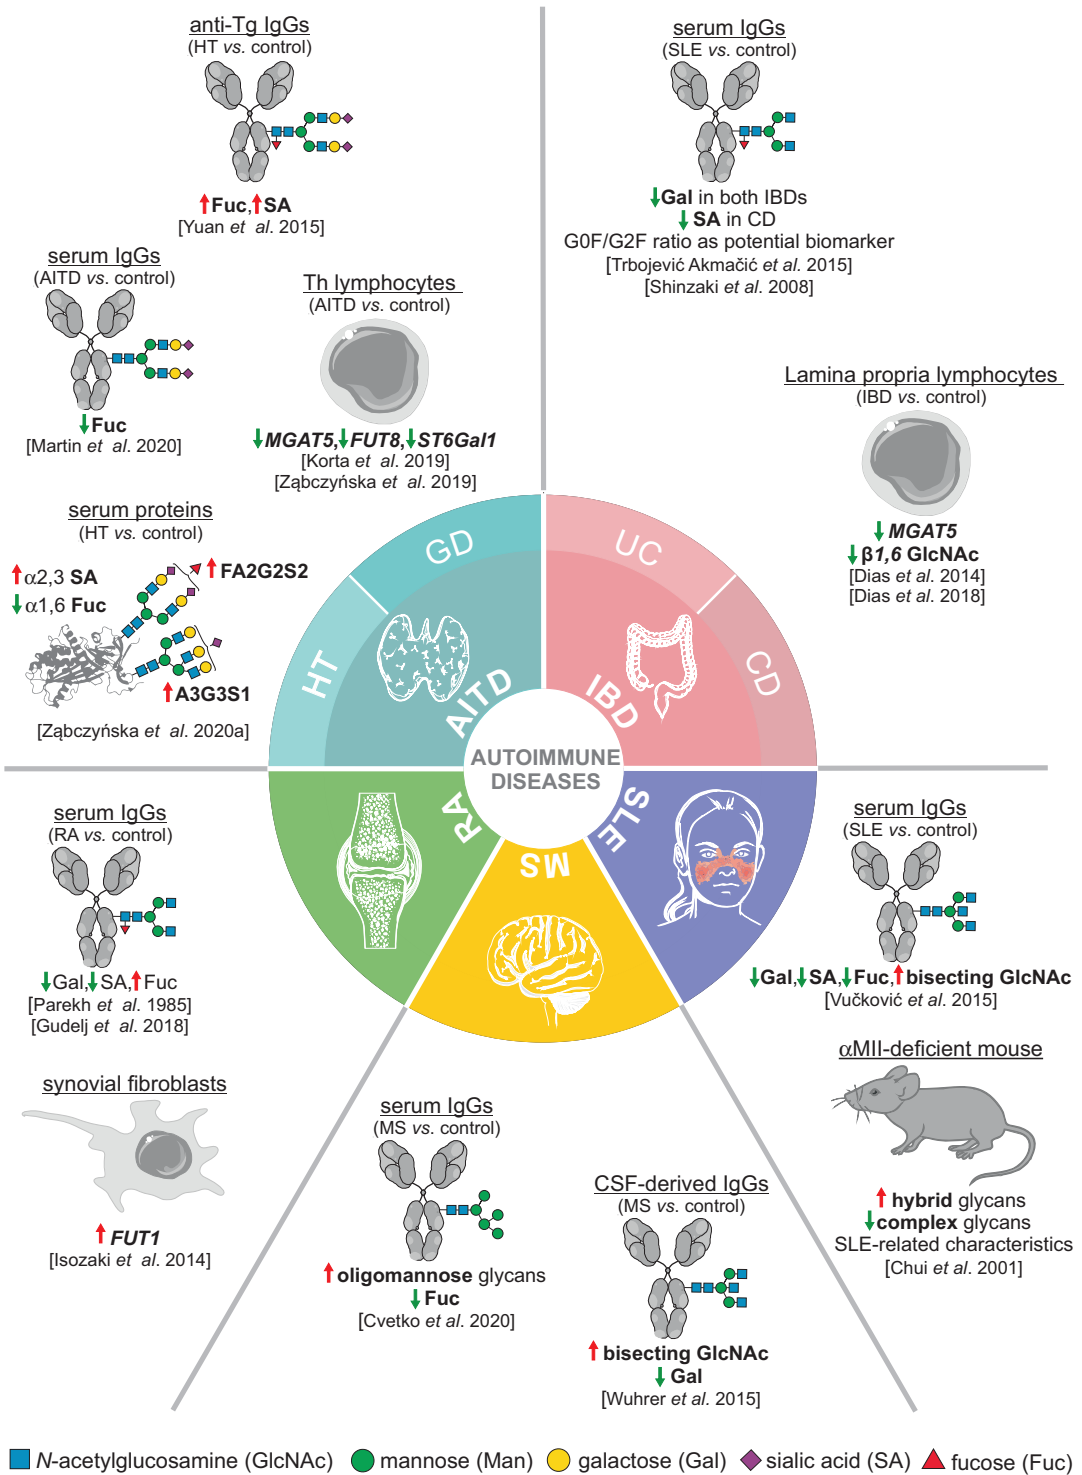 anti-Tg IgGs
(HT vs. control)
↑Fuc,↑SA
[Yuan et al. 2015]
serum IgGs
(AITD vs. control)
↓Fuc
[Martin et al. 2020]
Th lymphocytes
(AITD vs. control)
↓MGAT5,↓FUT8,↓ST6Gal1
[Korta et al. 2019]
[Ząbczyńska et al. 2019]
serum proteins
(HT vs. control)
↑α2,3 SA
↓α1,6 Fuc
↑FA2G2S2
↑A3G3S1
[Ząbczyńska et al. 2020a]
serum IgGs
(SLE vs. control)
↓Gal in both IBDs
↓SA in CD
G0F/G2F ratio as potential biomarker
[Trbojević Akmačić et al. 2015]
[Shinzaki et al. 2008]
Lamina propria lymphocytes
(IBD vs. control)
↓MGAT5
↓β1,6 GlcNAc
[Dias et al. 2014]
[Dias et al. 2018]
GD
HT
AITD
UC
CD
IBD
AUTOIMMUNE
DISEASES
RA
MS
SLE
serum IgGs
(RA vs. control)
↓Gal,↓SA,↑Fuc
[Parekh et al. 1985]
[Gudelj et al. 2018]
synovial fibroblasts
↑FUT1
[Isozaki et al. 2014]
serum IgGs
(MS vs. control)
↑oligomannose glycans
↓Fuc
[Cvetko et al. 2020]
CSF-derived IgGs
(MS vs. control)
↑bisecting GlcNAc
↓Gal
[Wuhrer et al. 2015]
serum IgGs
(SLE vs. control)
↓Gal,↓SA,↓Fuc,↑bisecting GlcNAc
[Vučković et al. 2015]
αMII-deficient mouse
↑hybrid glycans
↓complex glycans
SLE-related characteristics
[Chui et al. 2001]
N-acetylglucosamine (GlcNAc) mannose (Man) galactose (Gal) sialic acid (SA) fucose (Fuc)